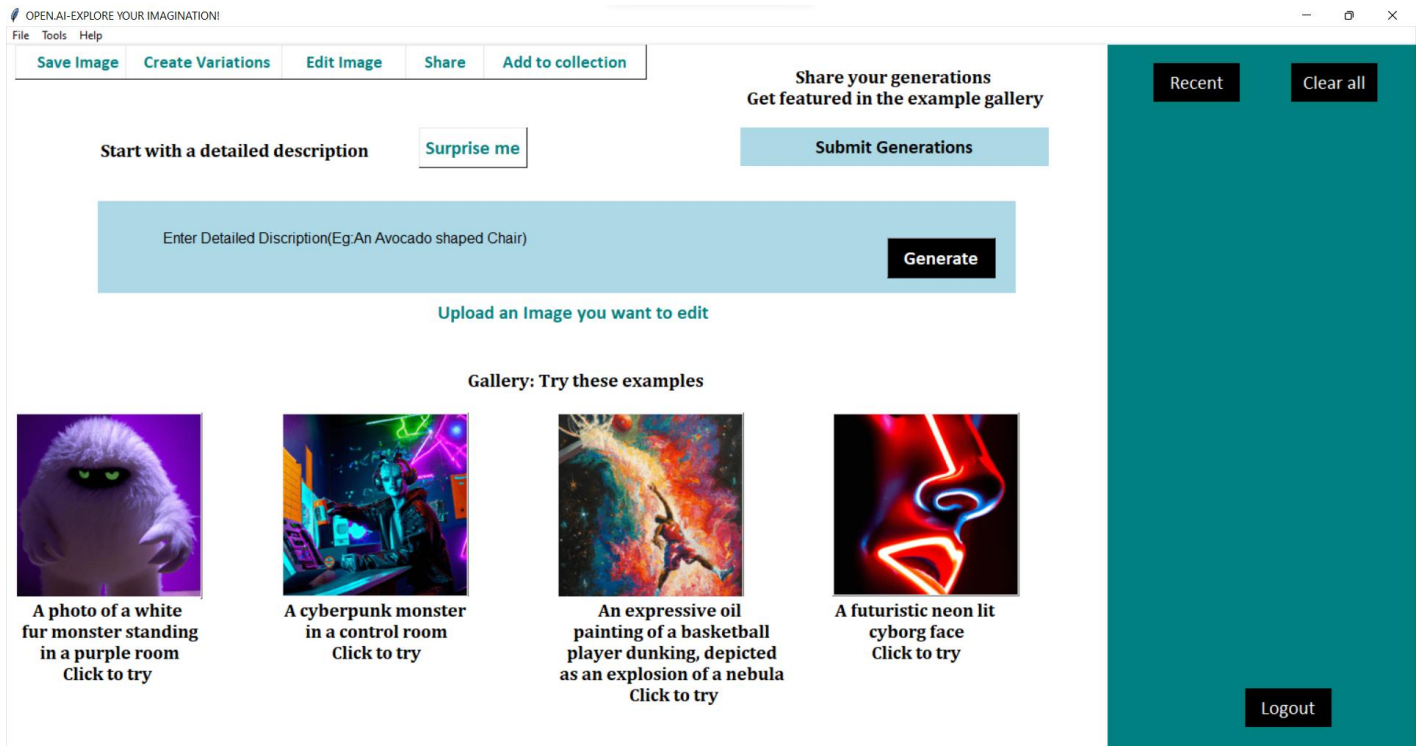 OPEN.AI-EXPLORE YOUR IMAGINATION!
File Tools Help
Save Image Create Variations Edit Image Share Add to collection
Share your generations
Get featured in the example gallery
Recent Clear all
Start with a detailed description
Surprise me
Submit Generations
Enter Detailed Discription(Eg:An Avocado shaped Chair)
Generate
Upload an Image you want to edit
Gallery: Try these examples
A photo of a white
fur monster standing
in a purple room
Click to try
A cyberpunk monster
in a control room
Click to try
An expressive oil
painting of a basketball
player dunking, depicted
as an explosion of a nebula
Click to try
A futuristic neon lit
cyborg face
Click to try
Logout